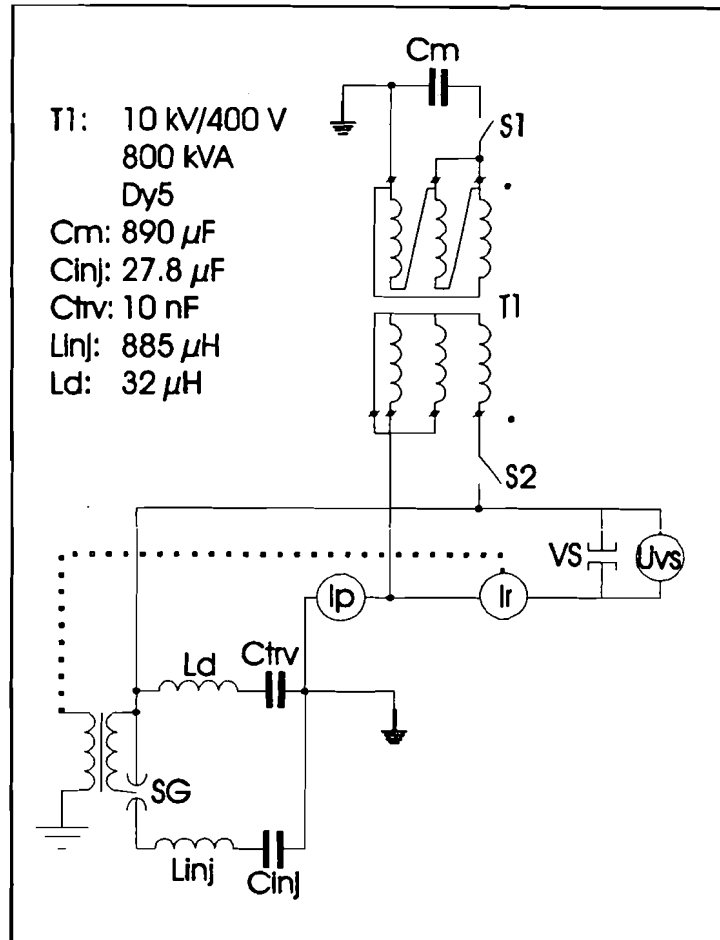 Cm
T1: 10 kV/400 V
800 kVA
Dy5
Cm: 890 μF
Cinj: 27.8 μF
Ctrv: 10 nF
Linj: 885 μH
Ld: 32 μH
S1
T1
S2
VS
Uvs
Ip
Ir
Ld
Ctrv
SG
Linj
Cinj